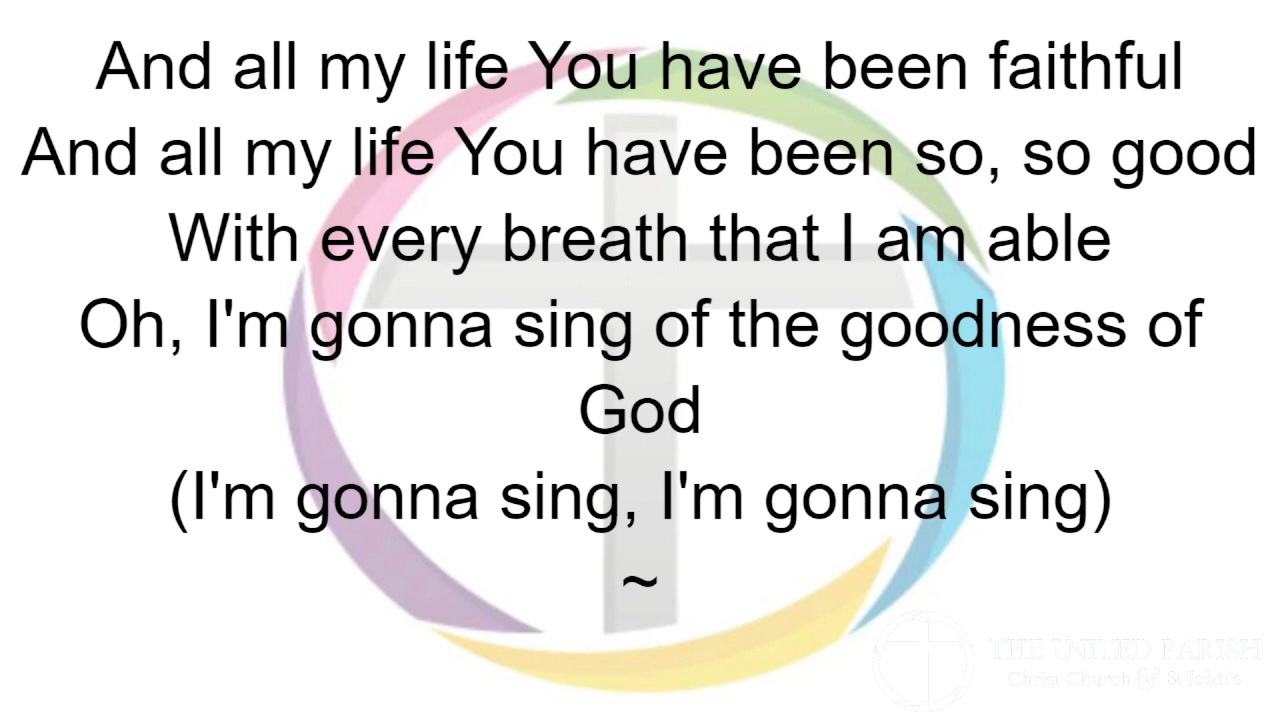 And all my life You have been faithful
And all my life You have been so, so good
With every breath that I am able
Oh, I'm gonna sing of the goodness of
God
(I'm gonna sing, I'm gonna sing)
~
THE UNITED PARISH
Christ Church & St John's